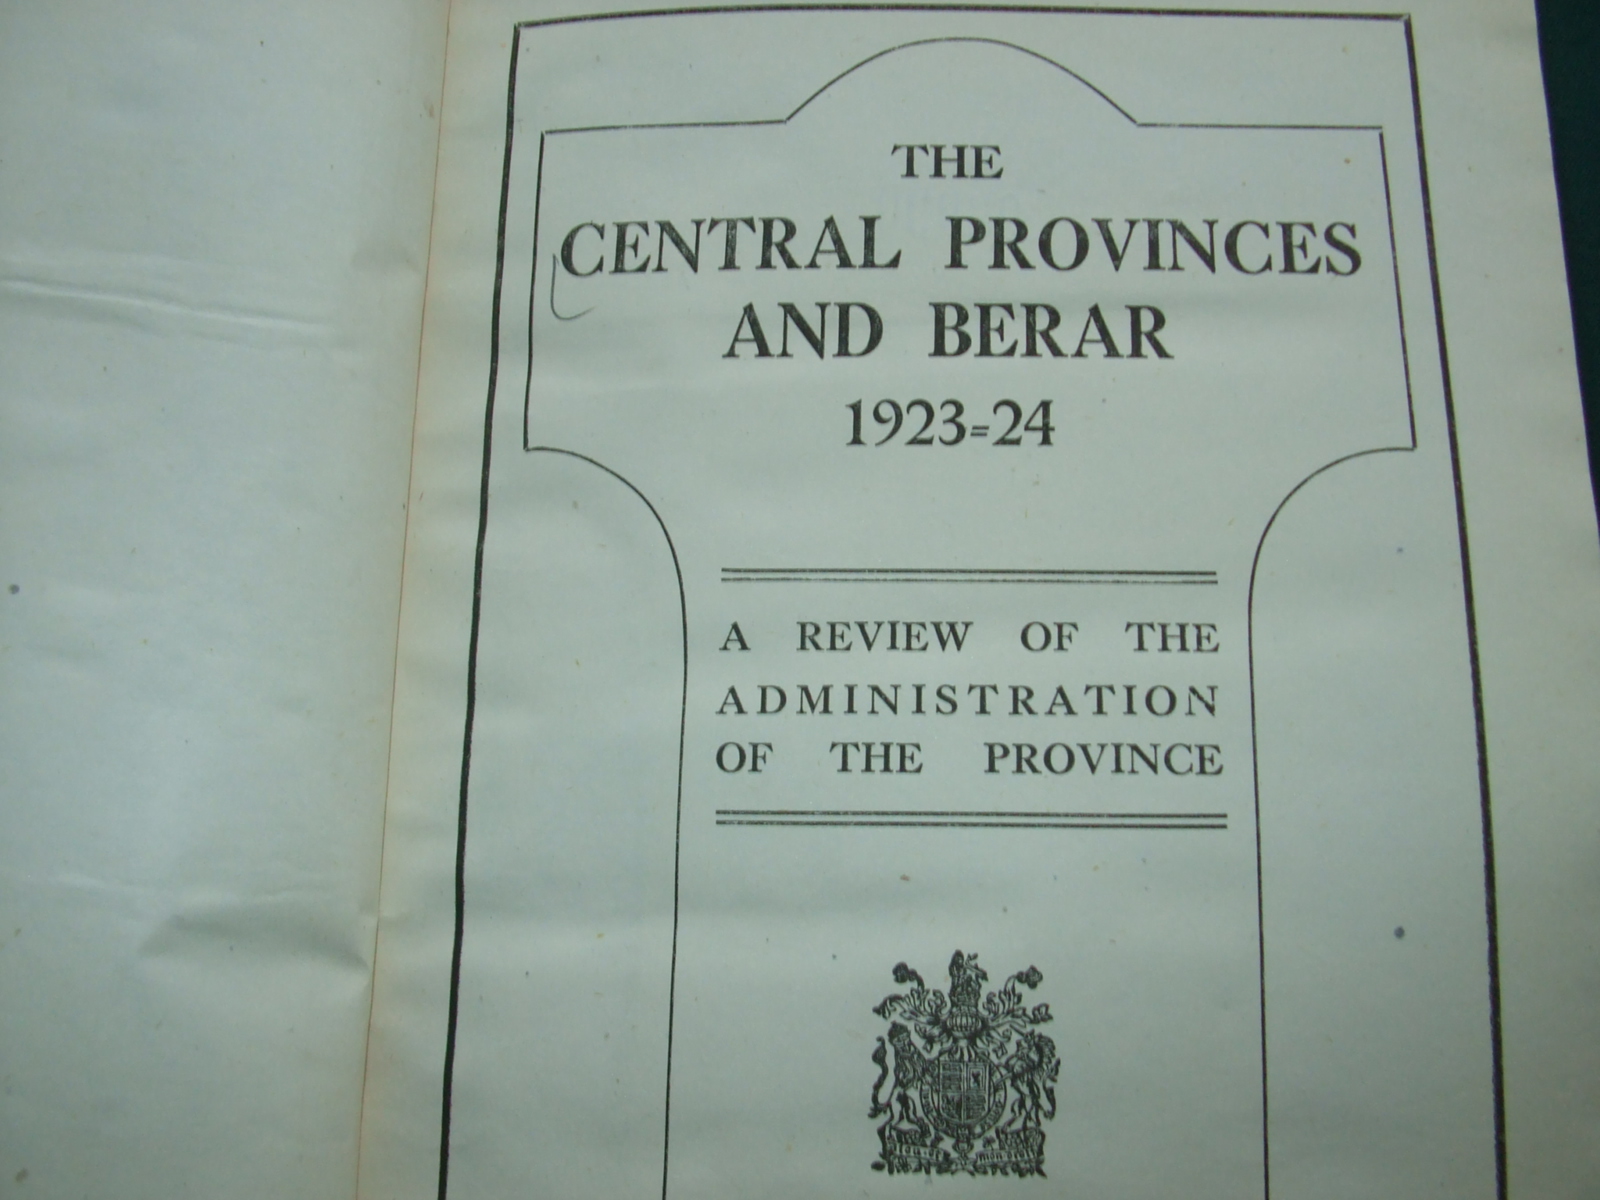 THE
CENTRAL PROVINCES
AND BERAR
1923=24
A REVIEW OF THE
ADMINISTRATION
OF THE PROVINCE